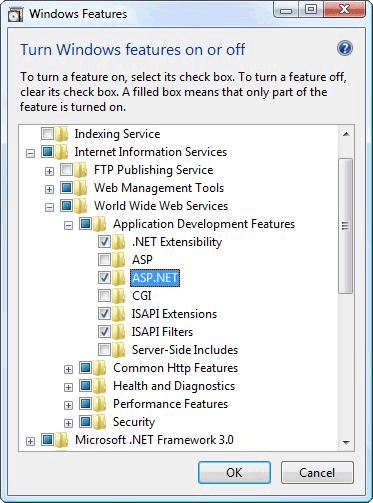 Windows Features
Turn Windows features on or off
To turn a feature on, select its check box. To turn a feature off,
clear its check box. A filled box means that only part of the
feature is turned on.
Indexing Service
Internet Information Services
FTP Publishing Service
Web Management Tools
World Wide Web Services
Application Development Features
.NET Extensibility
ASP
ASP.NET
CGI
ISAPI Extensions
ISAPI Filters
Server-Side Includes
Common Http Features
Health and Diagnostics
Performance Features
Security
Microsoft .NET Framework 3.0
OK
Cancel